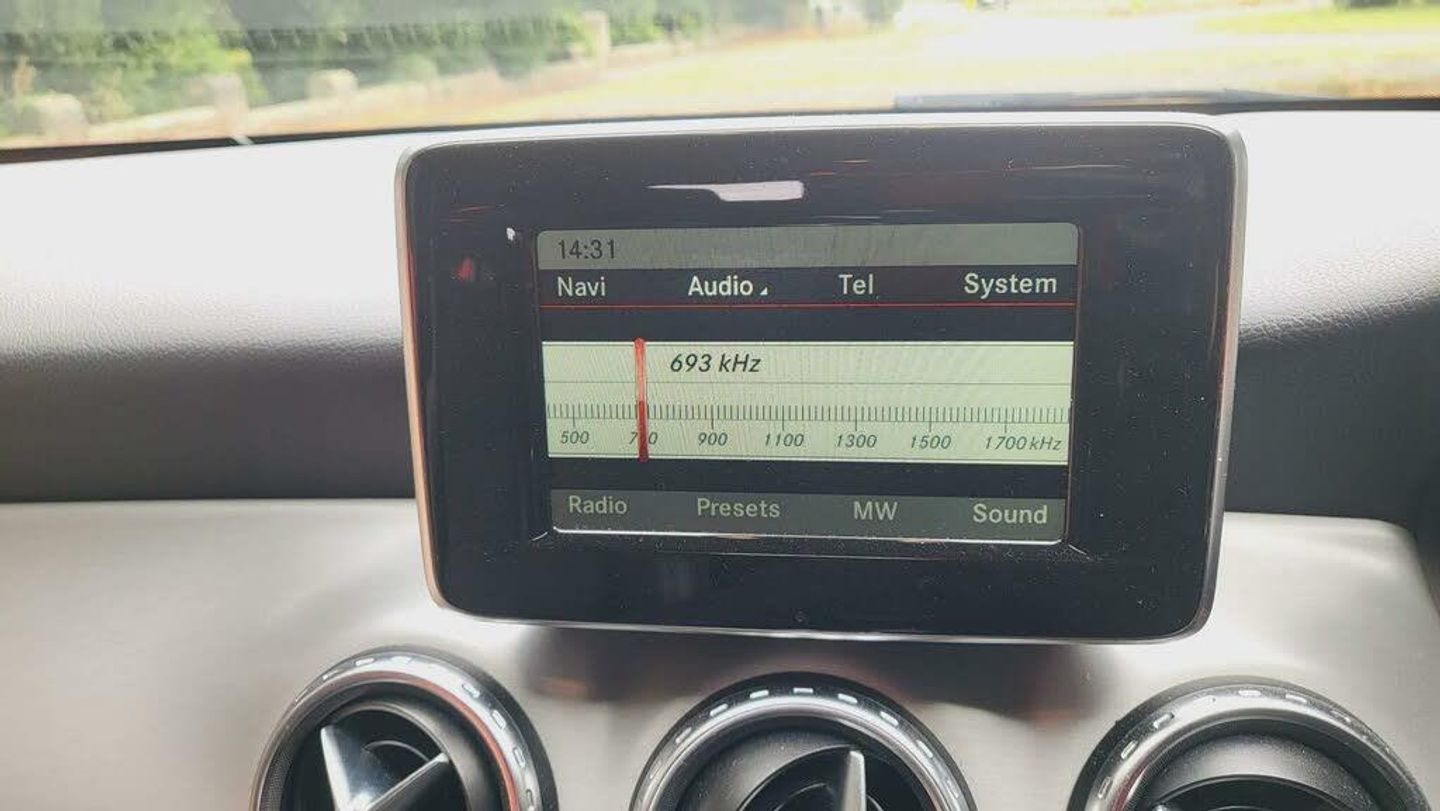 14:31
Navi Audio Tel System
693 kHz
500 700 900 1100 1300 1500 1700 kHz
Radio Presets MW Sound